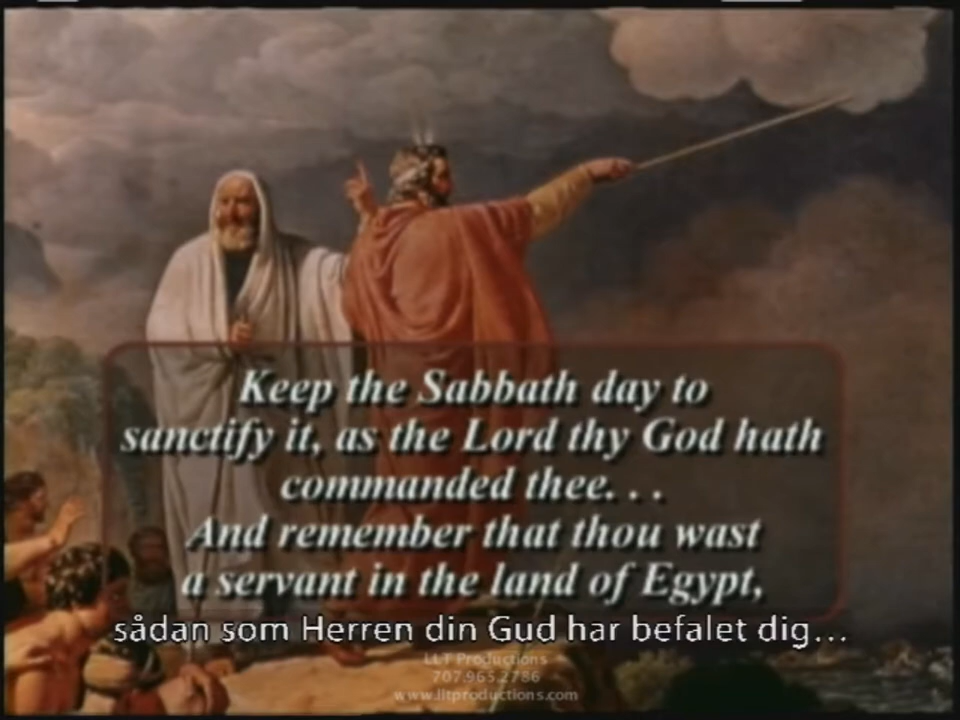 Keep the Sabbath day to
sanctify it, as the Lord thy God hath
commanded thee. . .
And remember that thou wast
a servant in the land of Egypt,
sådan som Herren din Gud har befalet dig...
LLT Productions
707.965.2786
www.lltproductions.com